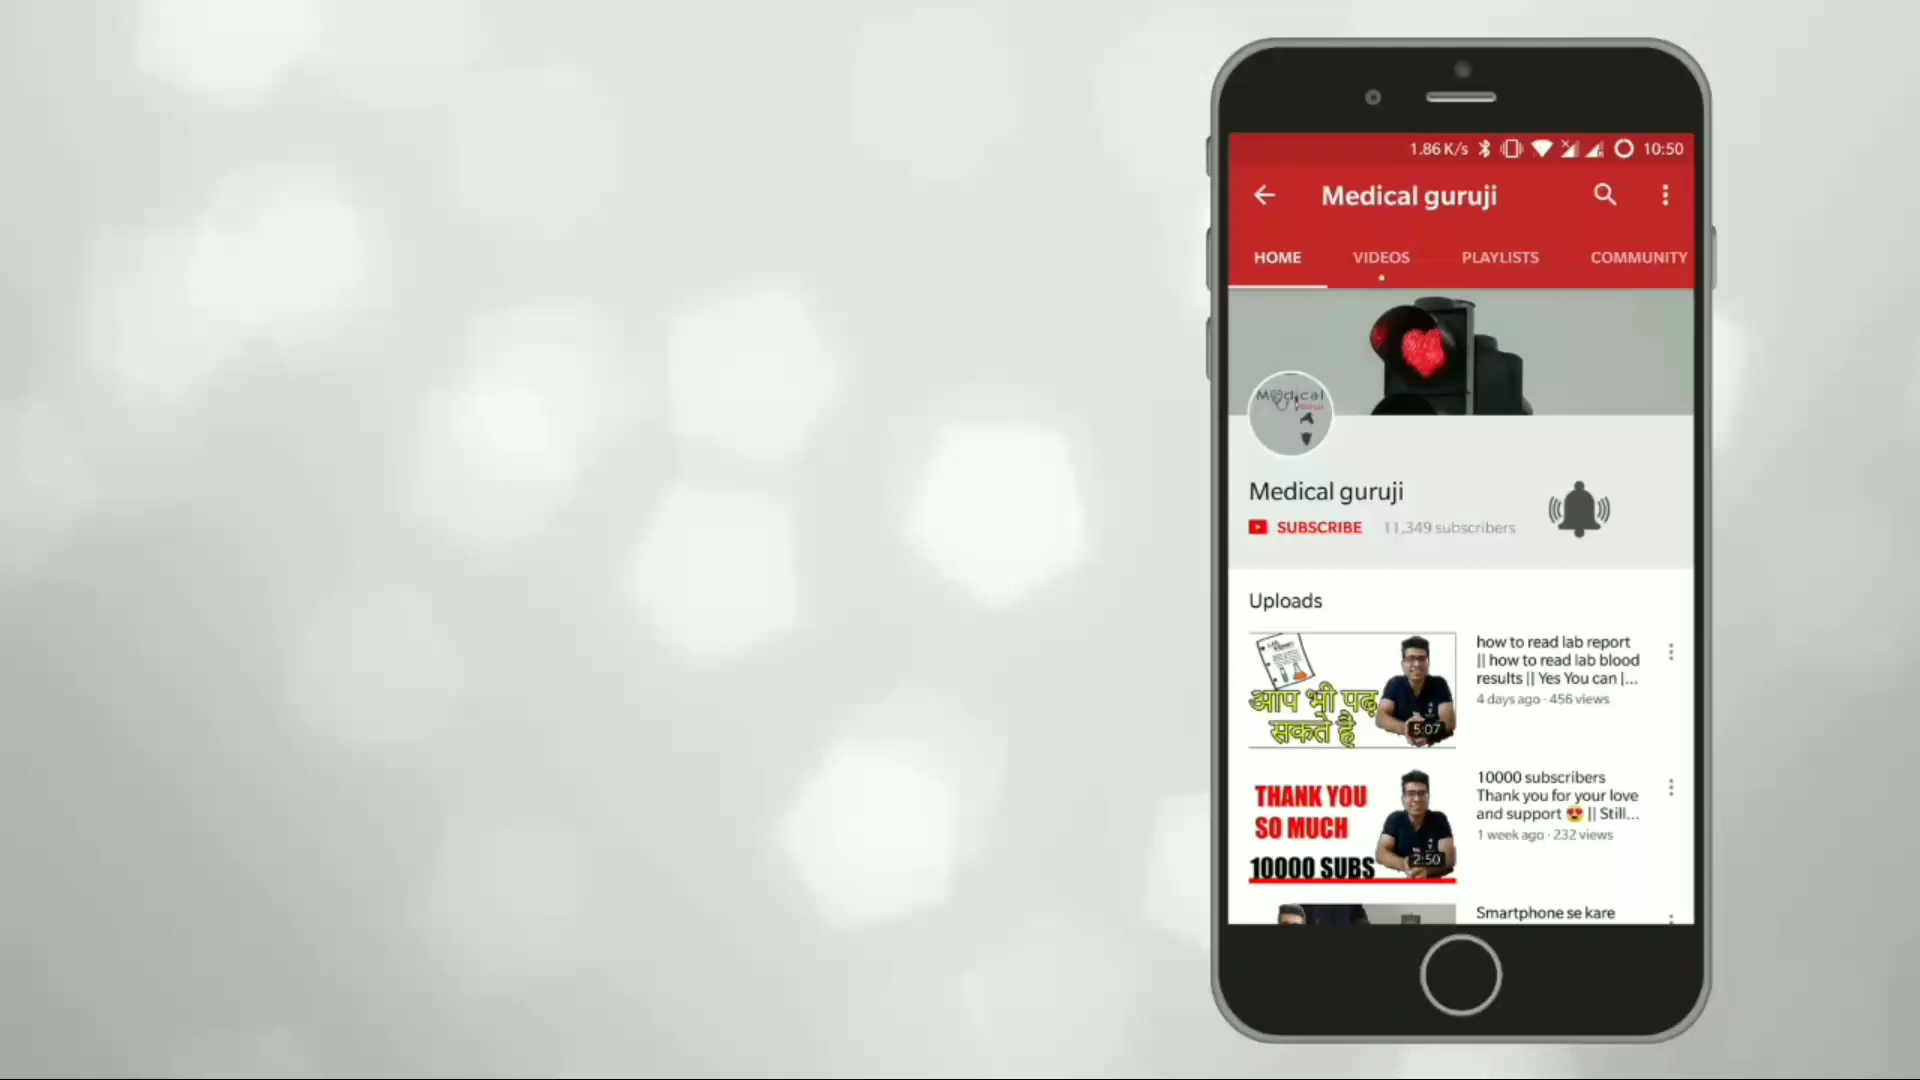 1.86 K/s 10:50
Medical guruji
HOME VIDEOS PLAYLISTS COMMUNITY
Medical
Medical guruji
SUBSCRIBE 11,349 subscribers
Uploads
आप भी पढ़
सकते हैं
5:07
how to read lab report
|| how to read lab blood
results || Yes You can |...
4 days ago · 456 views
THANK YOU
SO MUCH
10000 SUBS
2:50
10000 subscribers
Thank you for your love
and support 😍 || Still...
1 week ago · 232 views
Smartphone se kare